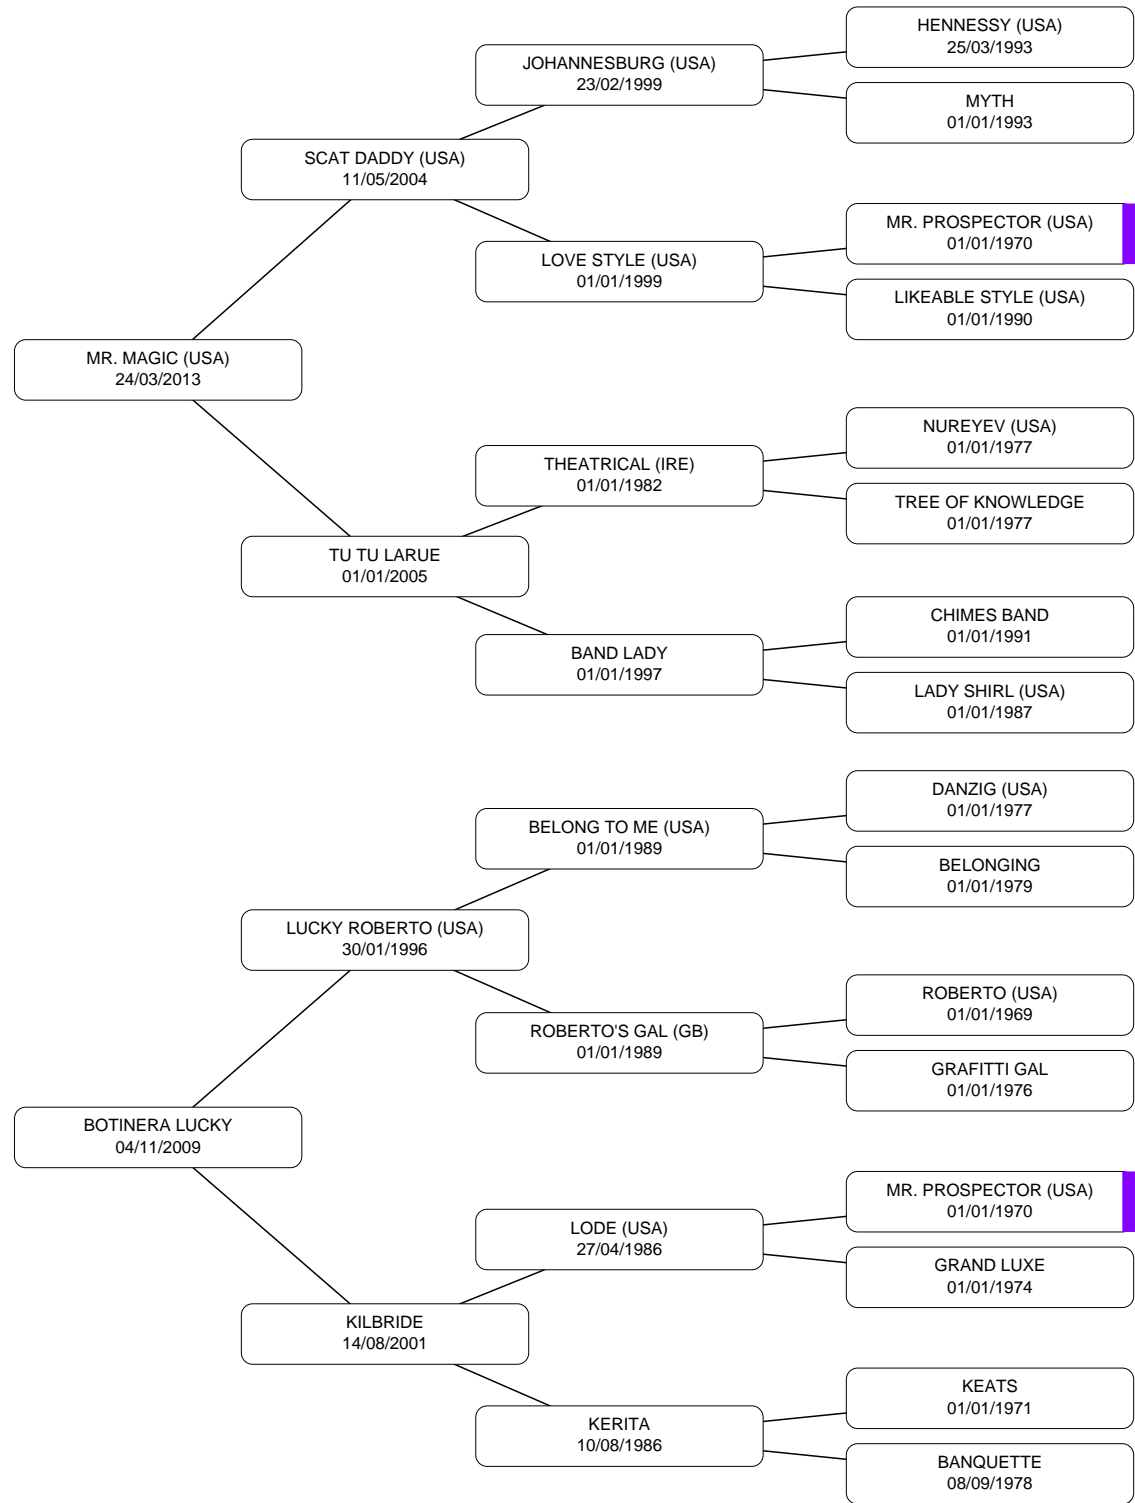 HENNESSY (USA)
25/03/1993
JOHANNESBURG (USA)
23/02/1999
MYTH
01/01/1993
SCAT DADDY (USA)
11/05/2004
MR. PROSPECTOR (USA)
01/01/1970
LOVE STYLE (USA)
01/01/1999
LIKEABLE STYLE (USA)
01/01/1990
MR. MAGIC (USA)
24/03/2013
NUREYEV (USA)
01/01/1977
THEATRICAL (IRE)
01/01/1982
TREE OF KNOWLEDGE
01/01/1977
TU TU LARUE
01/01/2005
CHIMES BAND
01/01/1991
BAND LADY
01/01/1997
LADY SHIRL (USA)
01/01/1987
DANZIG (USA)
01/01/1977
BELONG TO ME (USA)
01/01/1989
BELONGING
01/01/1979
LUCKY ROBERTO (USA)
30/01/1996
ROBERTO (USA)
01/01/1969
ROBERTO'S GAL (GB)
01/01/1989
GRAFITTI GAL
01/01/1976
BOTINERA LUCKY
04/11/2009
MR. PROSPECTOR (USA)
01/01/1970
LODE (USA)
27/04/1986
GRAND LUXE
01/01/1974
KILBRIDE
14/08/2001
KEATS
01/01/1971
KERITA
10/08/1986
BANQUETTE
08/09/1978